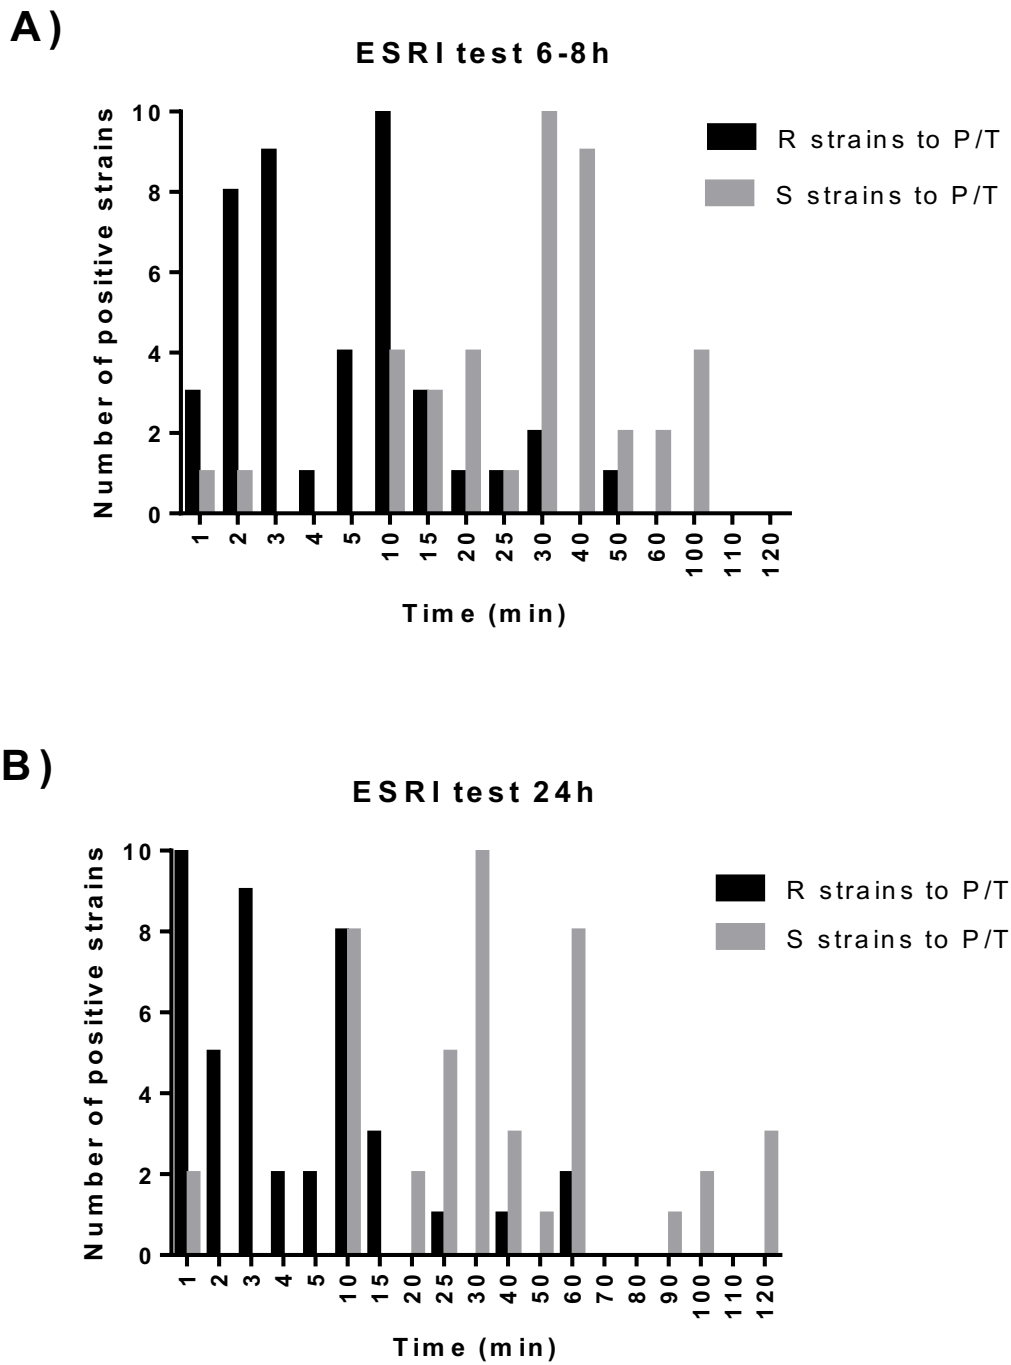 A)
ESRI test 6-8h
Number of positive strains
10
8
6
4
2
0
1 2 3 4 5 10 15 20 25 30 40 50 60 100 110 120
Time (min)
R strains to P/T
S strains to P/T
B)
ESRI test 24h
Number of positive strains
10
8
6
4
2
0
1 2 3 4 5 10 15 20 25 30 40 50 60 70 80 90 100 110 120
Time (min)
R strains to P/T
S strains to P/T